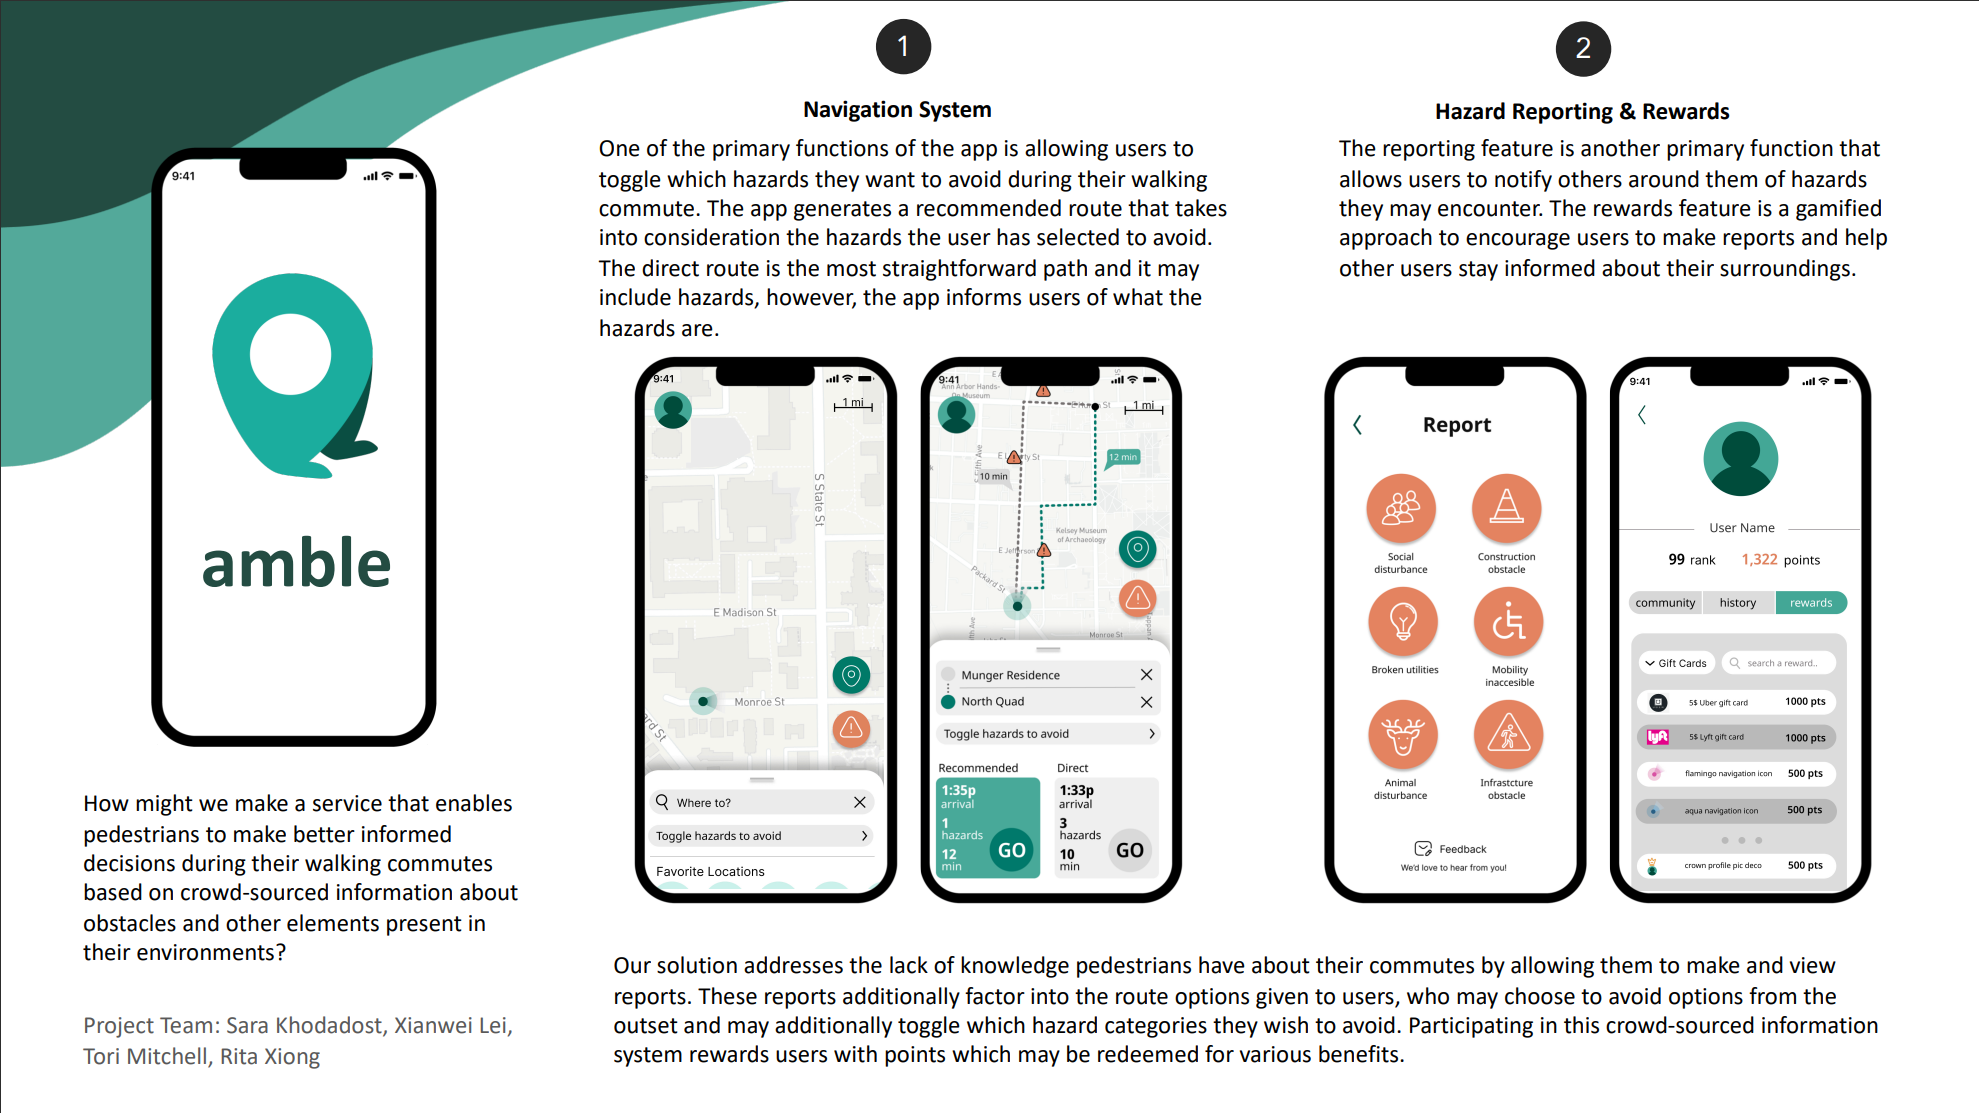 9:41
amble
How might we make a service that enables
pedestrians to make better informed
decisions during their walking commutes
based on crowd-sourced information about
obstacles and other elements present in
their environments?
Project Team: Sara Khodadost, Xianwei Lei,
Tori Mitchell, Rita Xiong
1
Navigation System
One of the primary functions of the app is allowing users to
toggle which hazards they want to avoid during their walking
commute. The app generates a recommended route that takes
into consideration the hazards the user has selected to avoid.
The direct route is the most straightforward path and it may
include hazards, however, the app informs users of what the
hazards are.
9:41
1 mi
S State St
E Madison St
Monroe St
Where to?
Toggle hazards to avoid
Favorite Locations
9:41
Ann Arbor Hands-
Museum
1 mi
12 min
10 min
Kelsey Museum
of Archaeology
E Jefferson
Packard St
Monroe St
Munger Residence
North Quad
Toggle hazards to avoid
Recommended
1:35p
arrival
1
hazards
12
min
GO
Direct
1:33p
arrival
3
hazards
10
min
GO
2
Hazard Reporting & Rewards
The reporting feature is another primary function that
allows users to notify others around them of hazards
they may encounter. The rewards feature is a gamified
approach to encourage users to make reports and help
other users stay informed about their surroundings.
Report
Social
disturbance
Construction
obstacle
Broken utilities
Mobility
inaccesible
Animal
disturbance
Infrastcture
obstacle
Feedback
We'd love to hear from you!
9:41
User Name
99 rank 1,322 points
community history rewards
Gift Cards search a reward..
5$ Uber gift card 1000 pts
lyft 5$ Lyft gift card 1000 pts
flamingo navigation icon 500 pts
aqua navigation icon 500 pts
crown profile pic deco 500 pts
Our solution addresses the lack of knowledge pedestrians have about their commutes by allowing them to make and view
reports. These reports additionally factor into the route options given to users, who may choose to avoid options from the
outset and may additionally toggle which hazard categories they wish to avoid. Participating in this crowd-sourced information
system rewards users with points which may be redeemed for various benefits.